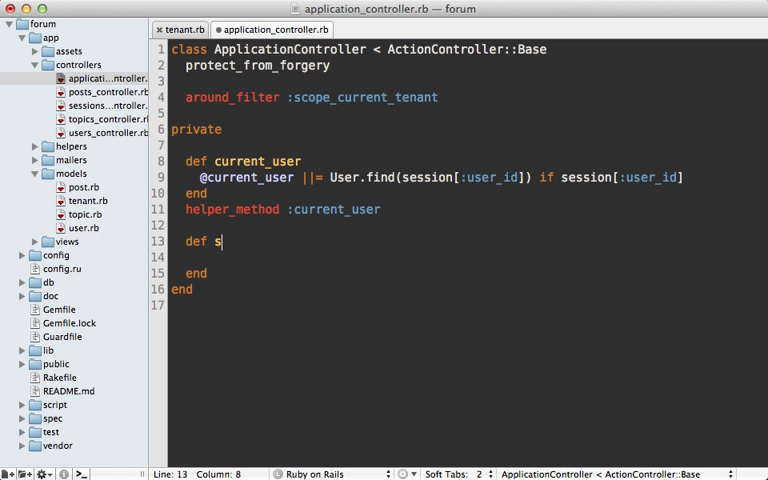 application_controller.rb — forum
forum
app
assets
controllers
applicati…ntroller.
posts_controller.rb
sessions…ntroller.
topics_controller.rb
users_controller.rb
helpers
mailers
models
post.rb
tenant.rb
topic.rb
user.rb
views
config
config.ru
db
doc
Gemfile
Gemfile.lock
Guardfile
lib
public
Rakefile
README.md
script
spec
test
vendor
tenant.rb
application_controller.rb
1 class ApplicationController < ActionController::Base
2 protect_from_forgery
3
4 around_filter :scope_current_tenant
5
6 private
7
8 def current_user
9 @current_user ||= User.find(session[:user_id]) if session[:user_id]
10 end
11 helper_method :current_user
12
13 def s
14
15 end
16 end
17
Line: 13 Column: 8
Ruby on Rails
Soft Tabs: 2
ApplicationController < ActionController::Base